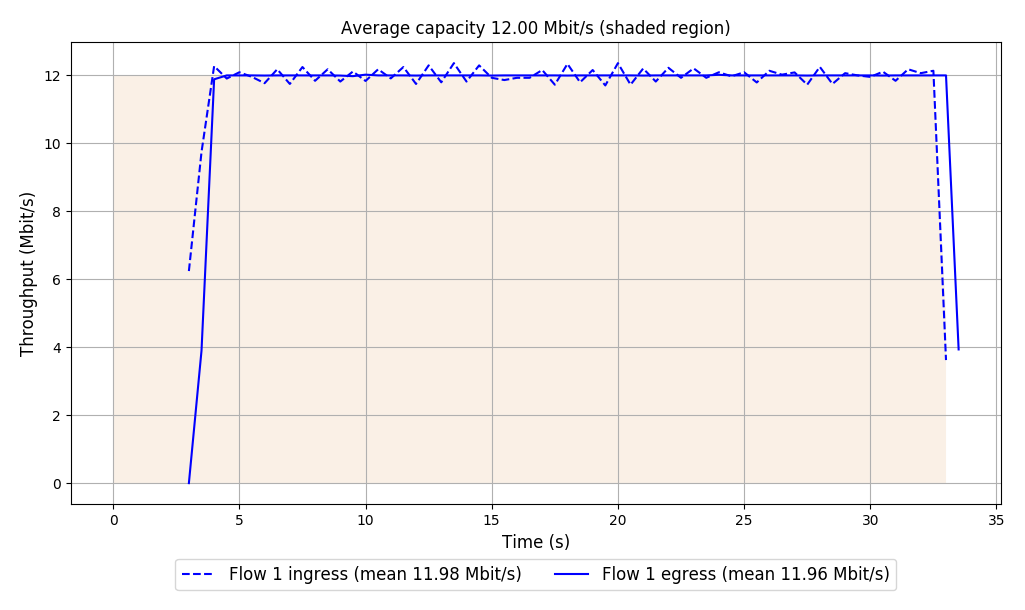 Average capacity 12.00 Mbit/s (shaded region)
Throughput (Mbit/s)
12
10
8
6
4
2
0
0 5 10 15 20 25 30 35
Time (s)
Flow 1 ingress (mean 11.98 Mbit/s) Flow 1 egress (mean 11.96 Mbit/s)